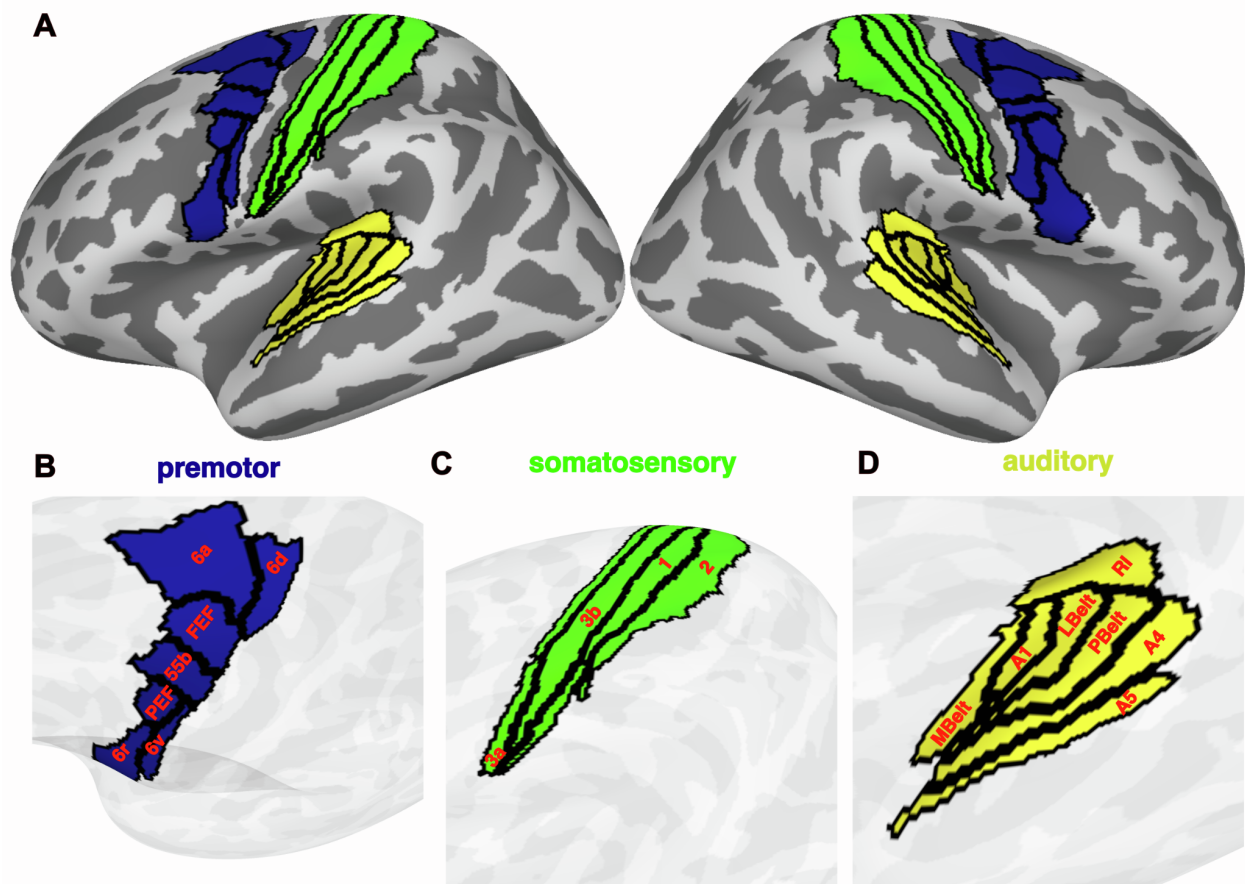 A
B premotor
C somatosensory
D auditory
6a
6d
FEF
55b
PEF
6r
6v
1
2
3b
3a
RI
LBelt
PBelt
A1
A4
MBelt
A5